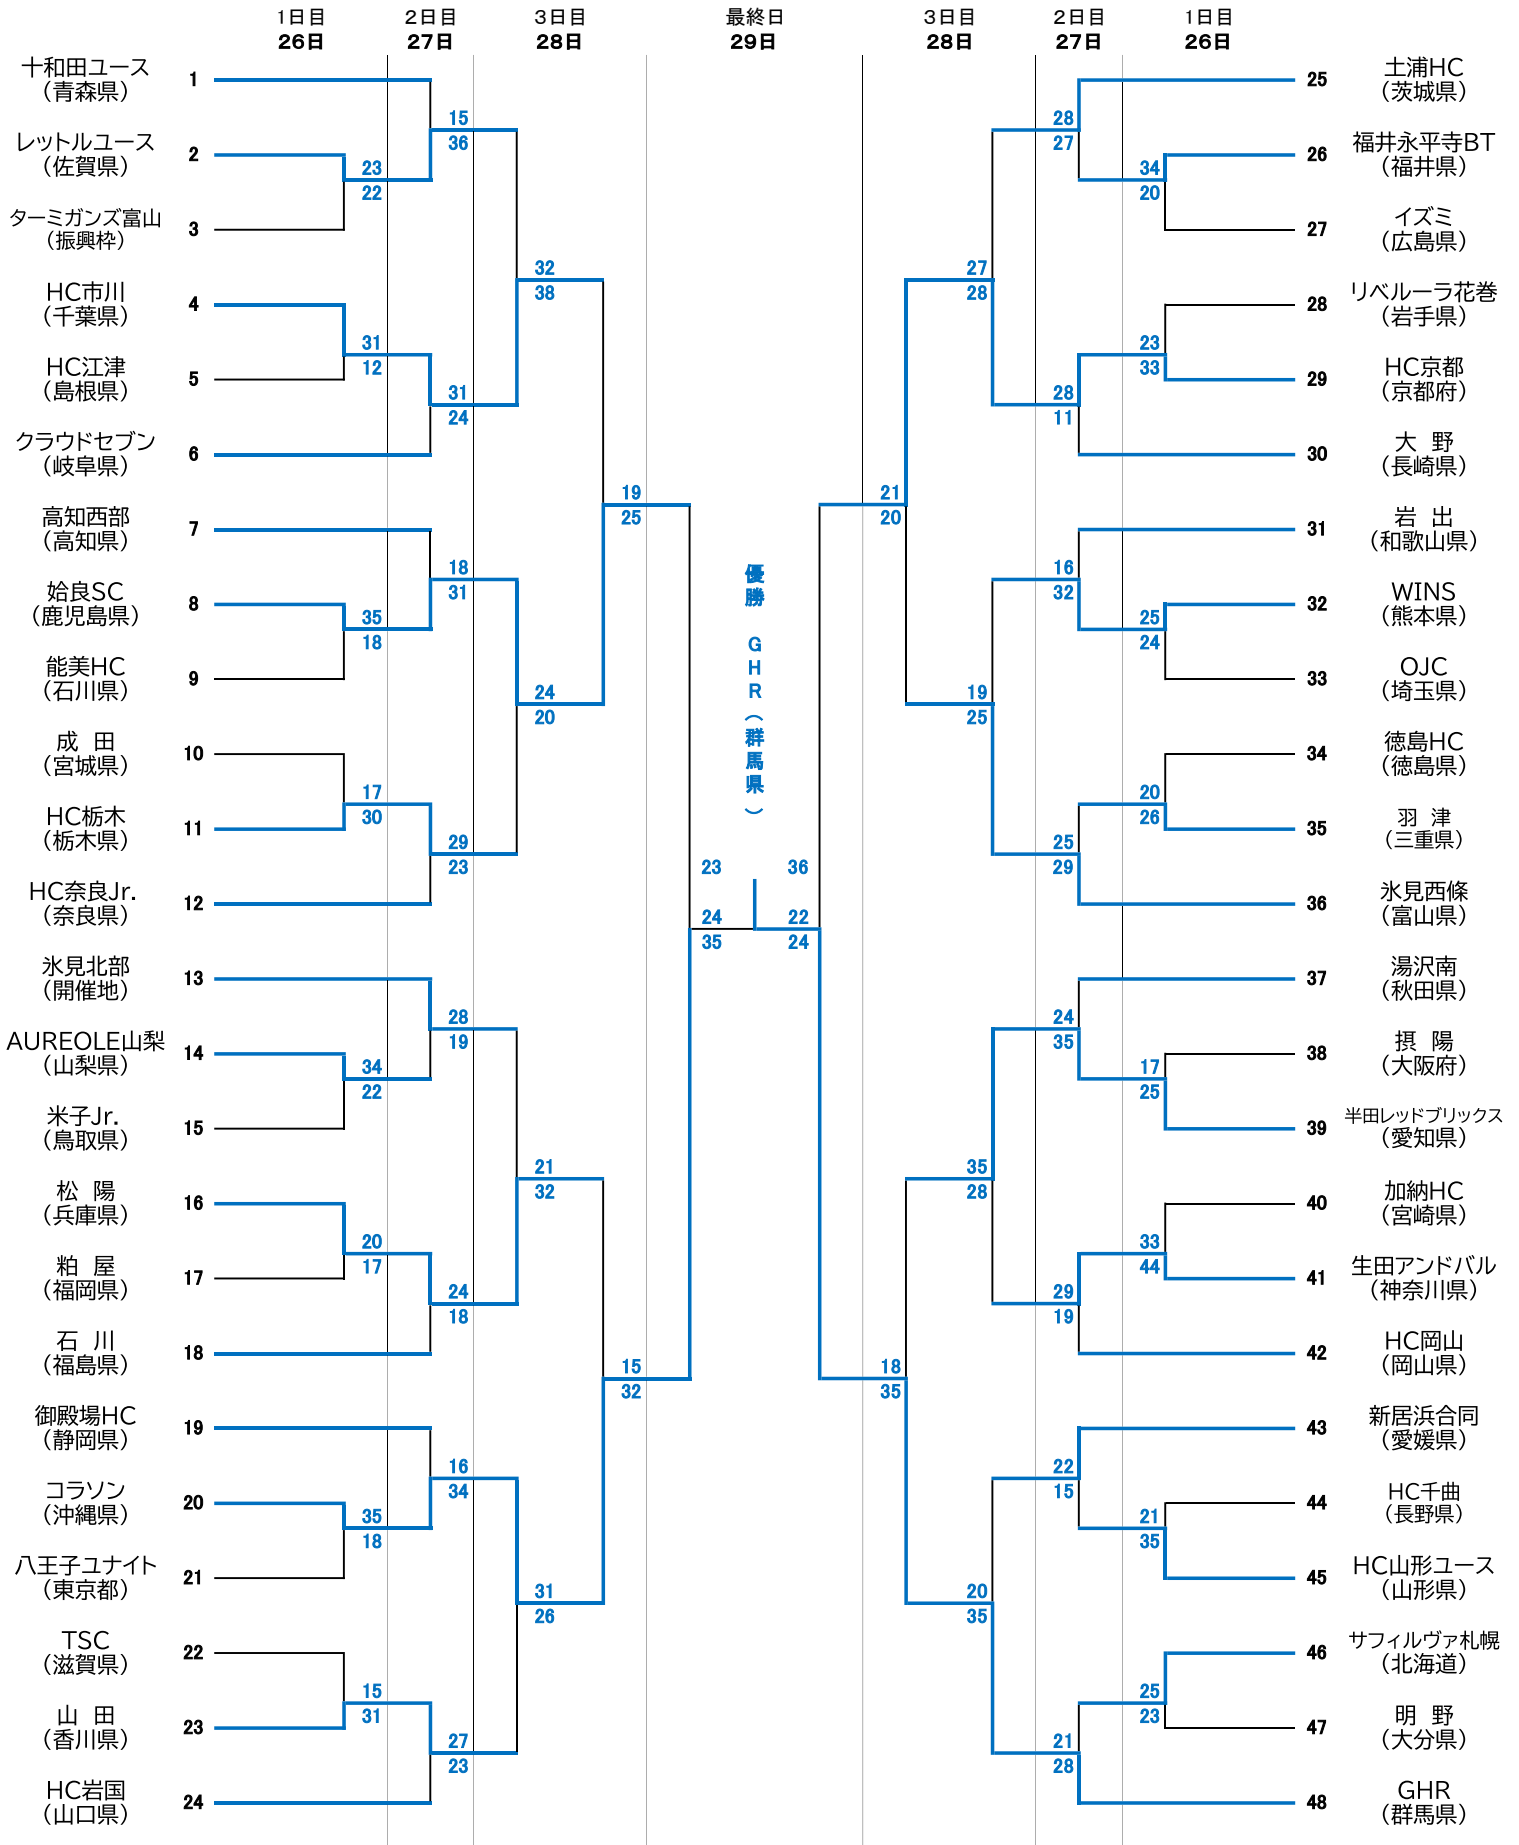 1日目 2日目 3日目 最終日 3日目 2日目 1日目
26日 27日 28日 29日 28日 27日 26日
十和田ユース
（青森県）
1
レットルユース
（佐賀県）
2
ターミガンズ富山
（振興枠）
3
HC市川
（千葉県）
4
HC江津
（島根県）
5
クラウドセブン
（岐阜県）
6
高知西部
（高知県）
7
姶良SC
（鹿児島県）
8
能美HC
（石川県）
9
成 田
（宮城県）
10
HC栃木
（栃木県）
11
HC奈良Jr.
（奈良県）
12
氷見北部
（開催地）
13
AUREOLE山梨
（山梨県）
14
米子Jr.
（鳥取県）
15
松 陽
（兵庫県）
16
粕 屋
（福岡県）
17
石 川
（福島県）
18
御殿場HC
（静岡県）
19
コラソン
（沖縄県）
20
八王子ユナイト
（東京都）
21
TSC
（滋賀県）
22
山 田
（香川県）
23
HC岩国
（山口県）
24
23
22
31
12
35
18
17
30
34
22
20
17
35
18
15
31
15
36
31
24
18
31
29
23
28
19
24
18
16
34
27
23
32
38
24
20
21
32
31
26
19
25
15
32
優勝 GHR（群馬県）
23 36
24 22
35 24
21
20
18
35
27
28
19
25
35
28
20
35
28
27
28
11
16
32
25
29
24
35
29
19
22
15
21
28
34
20
23
33
25
24
20
26
17
25
33
44
21
35
25
23
25
土浦HC
（茨城県）
26
福井永平寺BT
（福井県）
27
イズミ
（広島県）
28
リベルーラ花巻
（岩手県）
29
HC京都
（京都府）
30
大 野
（長崎県）
31
岩 出
（和歌山県）
32
WINS
（熊本県）
33
OJC
（埼玉県）
34
徳島HC
（徳島県）
35
羽 津
（三重県）
36
氷見西條
（富山県）
37
湯沢南
（秋田県）
38
摂 陽
（大阪府）
39
半田レッドブリックス
（愛知県）
40
加納HC
（宮崎県）
41
生田アンドバル
（神奈川県）
42
HC岡山
（岡山県）
43
新居浜合同
（愛媛県）
44
HC千曲
（長野県）
45
HC山形ユース
（山形県）
46
サフィルヴァ札幌
（北海道）
47
明 野
（大分県）
48
GHR
（群馬県）